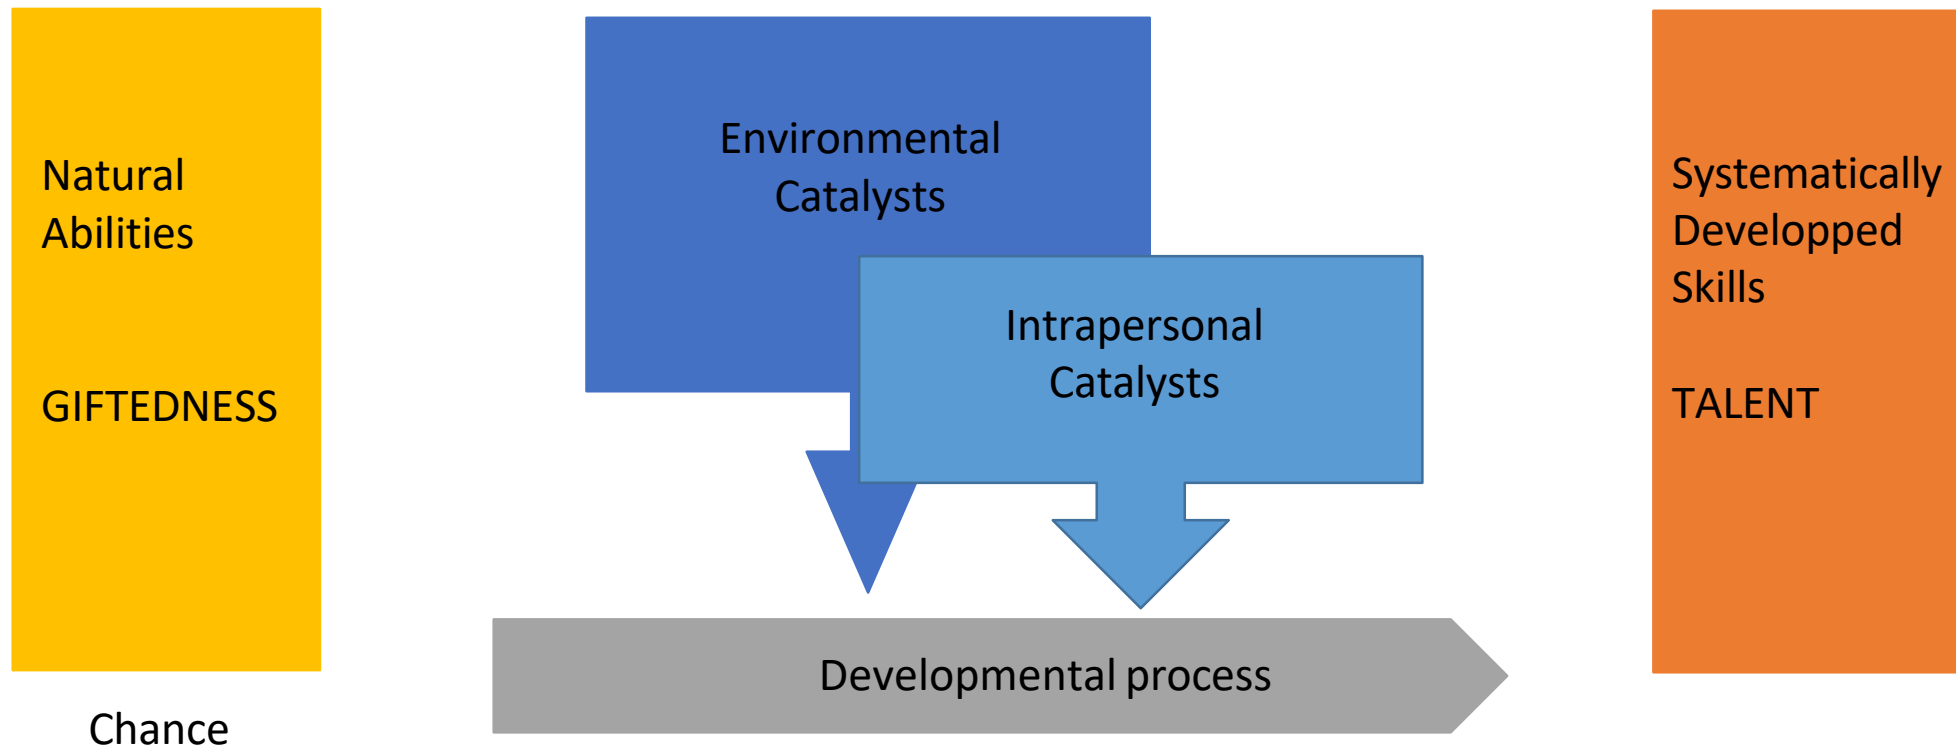 Natural
Abilities
GIFTEDNESS
Chance
Environmental
Catalysts
Intrapersonal
Catalysts
Developmental process
Systematically
Developped
Skills
TALENT